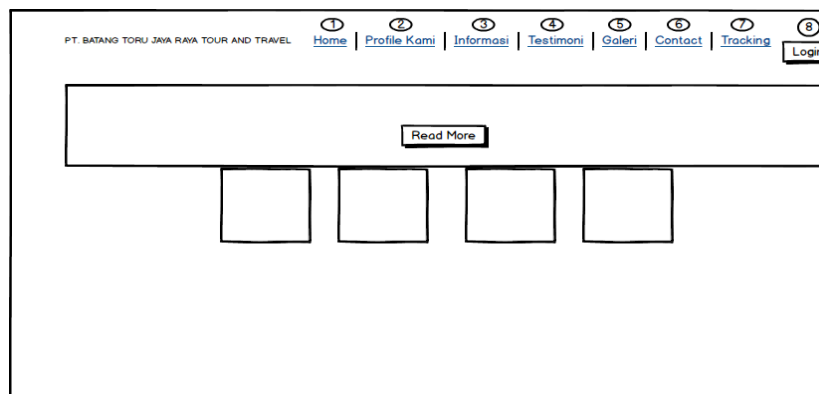 1 2 3 4 5 6 7 8
PT. BATANG TORU JAYA RAYA TOUR AND TRAVEL Home | Profile Kami | Informasi | Testimoni | Galeri | Contact | Tracking Login
Read More